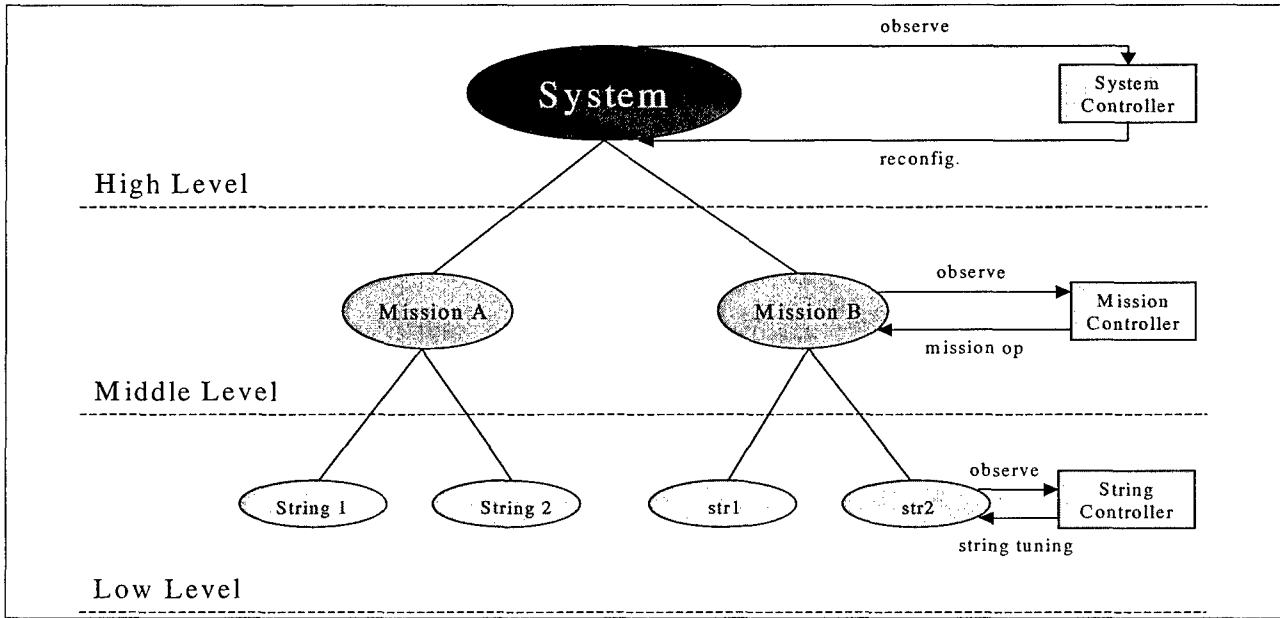 observe
System
System
Controller
reconfig.
High Level
observe
Mission A
Mission B
Mission
Controller
mission op
Middle Level
observe
String 1
String 2
str1
str2
String
Controller
string tuning
Low Level